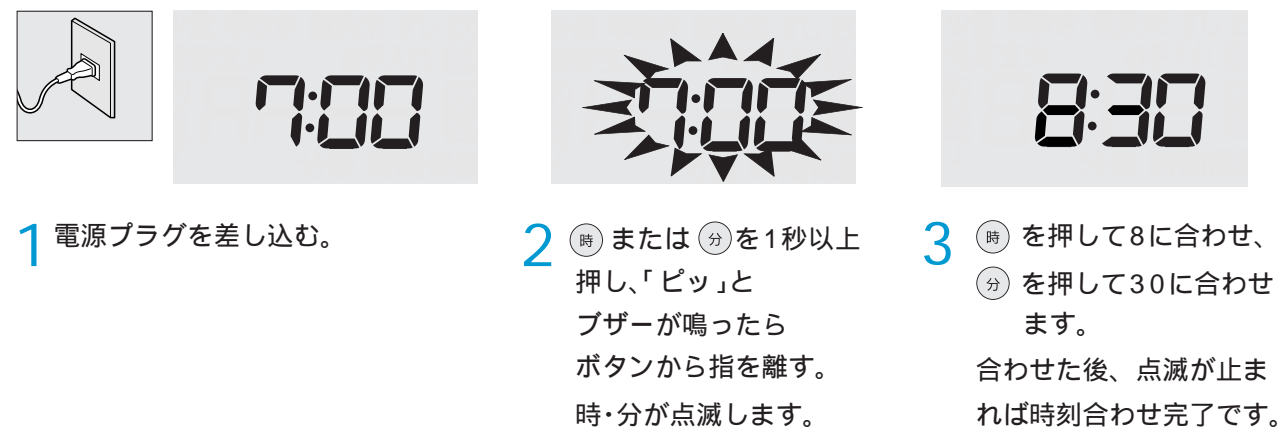 7:00
7:00
8:30
1 電源プラグを差し込む。
2 時 または 分 を1秒以上
押し、「ピッ」と
ブザーが鳴ったら
ボタンから指を離す。
時・分が点滅します。
3 時 を押して8に合わせ、
分 を押して30に合わせ
ます。
合わせた後、点滅が止ま
れば時刻合わせ完了です。